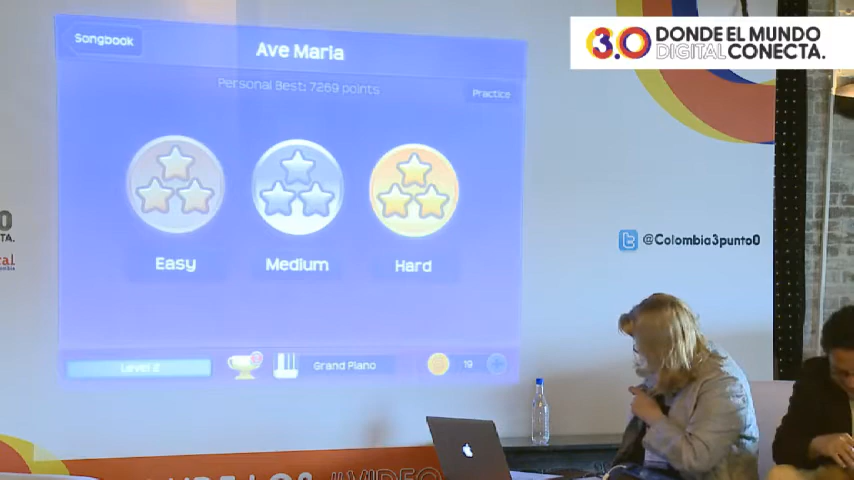 3.0 DONDE EL MUNDO
DIGITAL CONECTA.
Songbook
Ave Maria
Personal Best: 7269 points
Practice
Easy
Medium
Hard
@Colombia3punto0
Level 2
Grand Piano
19